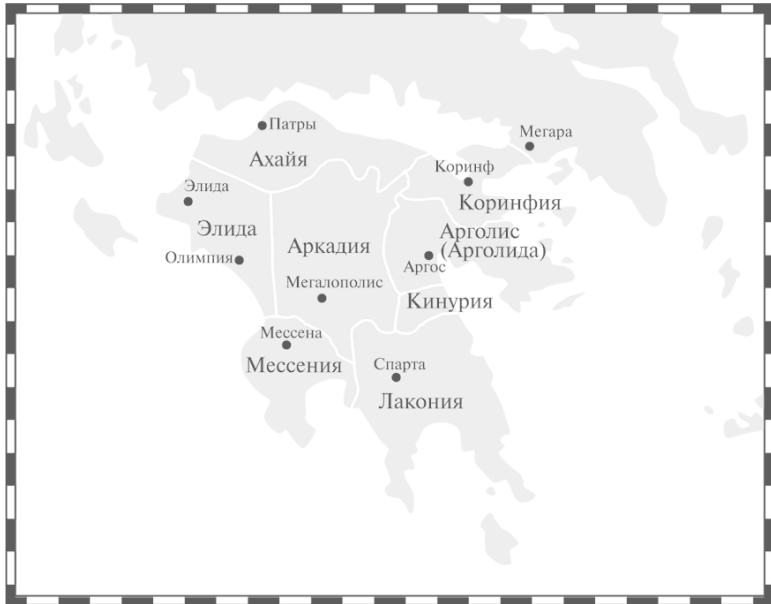 Патры
Мегара
Ахайя
Коринф
Элида
Коринфия
Элида
Арголис
(Арголида)
Аркадия
Олимпия
Аргос
Мегалополис
Кинурия
Мессена
Мессения
Спарта
Лакония